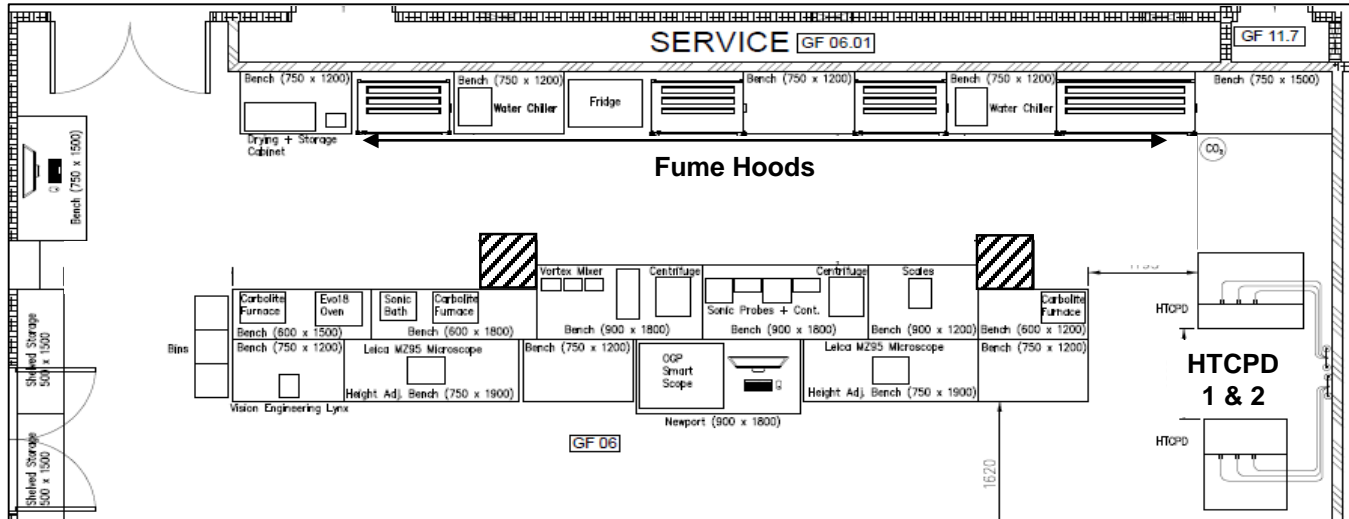 SERVICE GF 06.01
GF 11.7
Bench (750 x 1200)
Bench (750 x 1200)
Bench (750 x 1200)
Bench (750 x 1200)
Bench (750 x 1500)
Water Chiller
Fridge
Water Chiller
Drying + Storage
Cabinet
Fume Hoods
CO₂
Bench (750 x 1500)
Vortex Mixer
Centrifuge
Centrifuge
Scales
Sonic Probes + Cont.
Carbolite
Furnace
Evo18
Oven
Sonic
Bath
Carbolite
Furnace
Carbolite
Furnace
Bench (600 x 1500)
Bench (600 x 1800)
Bench (900 x 1800)
Bench (900 x 1800)
Bench (900 x 1200)
Bench (600 x 1200)
HTCPD
Bins
Shelved Storage
500 x 1500
Bench (750 x 1200)
Leica MZ95 Microscope
Bench (750 x 1200)
OGP
Smart
Scope
Leica MZ95 Microscope
Bench (750 x 1200)
Height Adj. Bench (750 x 1900)
Height Adj. Bench (750 x 1900)
Vision Engineering Lynx
Newport (900 x 1800)
HTCPD
1 & 2
HTCPD
GF 06
Shelved Storage
500 x 1500
1620